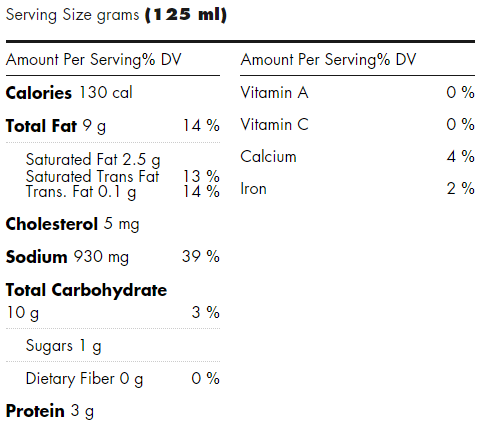 Serving Size grams (125 ml)
Amount Per Serving% DV
Calories 130 cal
Total Fat 9 g 14 %
Saturated Fat 2.5 g
Saturated Trans Fat 13 %
Trans. Fat 0.1 g 14 %
Cholesterol 5 mg
Sodium 930 mg 39 %
Total Carbohydrate
10 g 3 %
Sugars 1 g
Dietary Fiber 0 g 0 %
Protein 3 g
Amount Per Serving% DV
Vitamin A 0 %
Vitamin C 0 %
Calcium 4 %
Iron 2 %